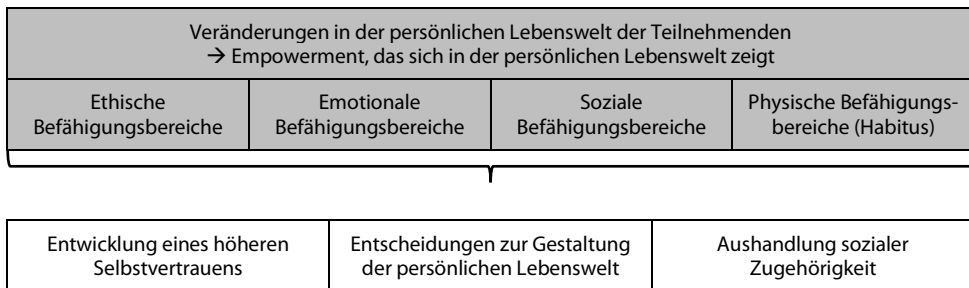 Veränderungen in der persönlichen Lebenswelt der Teilnehmenden
→ Empowerment, das sich in der persönlichen Lebenswelt zeigt
Ethische
Befähigungsbereiche
Emotionale
Befähigungsbereiche
Soziale
Befähigungsbereiche
Physische Befähigungs-
bereiche (Habitus)
Entwicklung eines höheren
Selbstvertrauens
Entscheidungen zur Gestaltung
der persönlichen Lebenswelt
Aushandlung sozialer
Zugehörigkeit